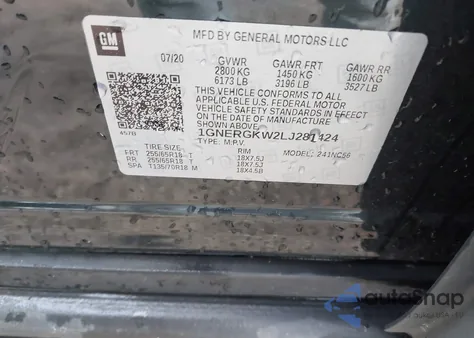 GM
MFD BY GENERAL MOTORS LLC
07/20 GVWR GAWR FRT GAWR RR
2800 KG 1450 KG 1600 KG
6173 LB 3196 LB 3527 LB
THIS VEHICLE CONFORMS TO ALL
APPLICABLE U.S. FEDERAL MOTOR
VEHICLE SAFETY STANDARDS IN EFFECT
ON THE DATE OF MANUFACTURE
SHOWN ABOVE.
457B 1GNERGKW2LJ281424
TYPE: M.P.V. MODEL: 241NC56
TIRE SIZE RIM
FRT 255/65R18 T 18X7.5J
RR 255/65R18 T 18X7.5J
SPA T135/70R18 M 18X4.5B
autoSnap